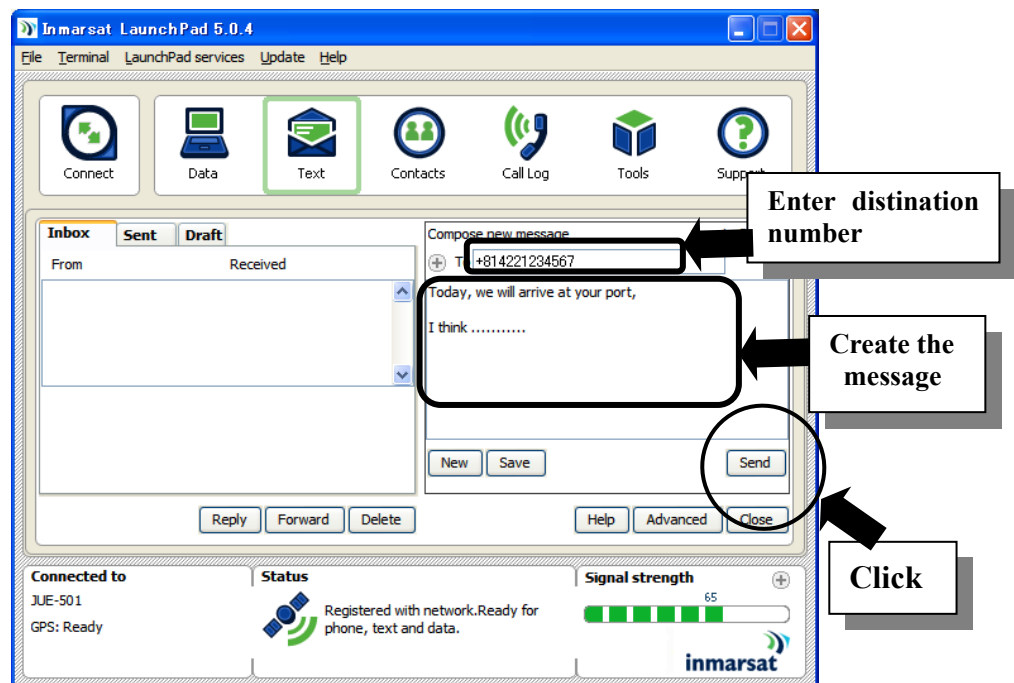 Inmarsat LaunchPad 5.0.4
File Terminal LaunchPad services Update Help
Connect Data Text Contacts Call Log Tools Support
Enter distination
number
Inbox Sent Draft
Compose new message
From Received
To +814221234567
Today, we will arrive at your port,
I think ...........
Create the
message
New Save Send
Reply Forward Delete Help Advanced Close
Click
Connected to Status Signal strength
JUE-501
GPS: Ready
Registered with network.Ready for
phone, text and data.
65
inmarsat